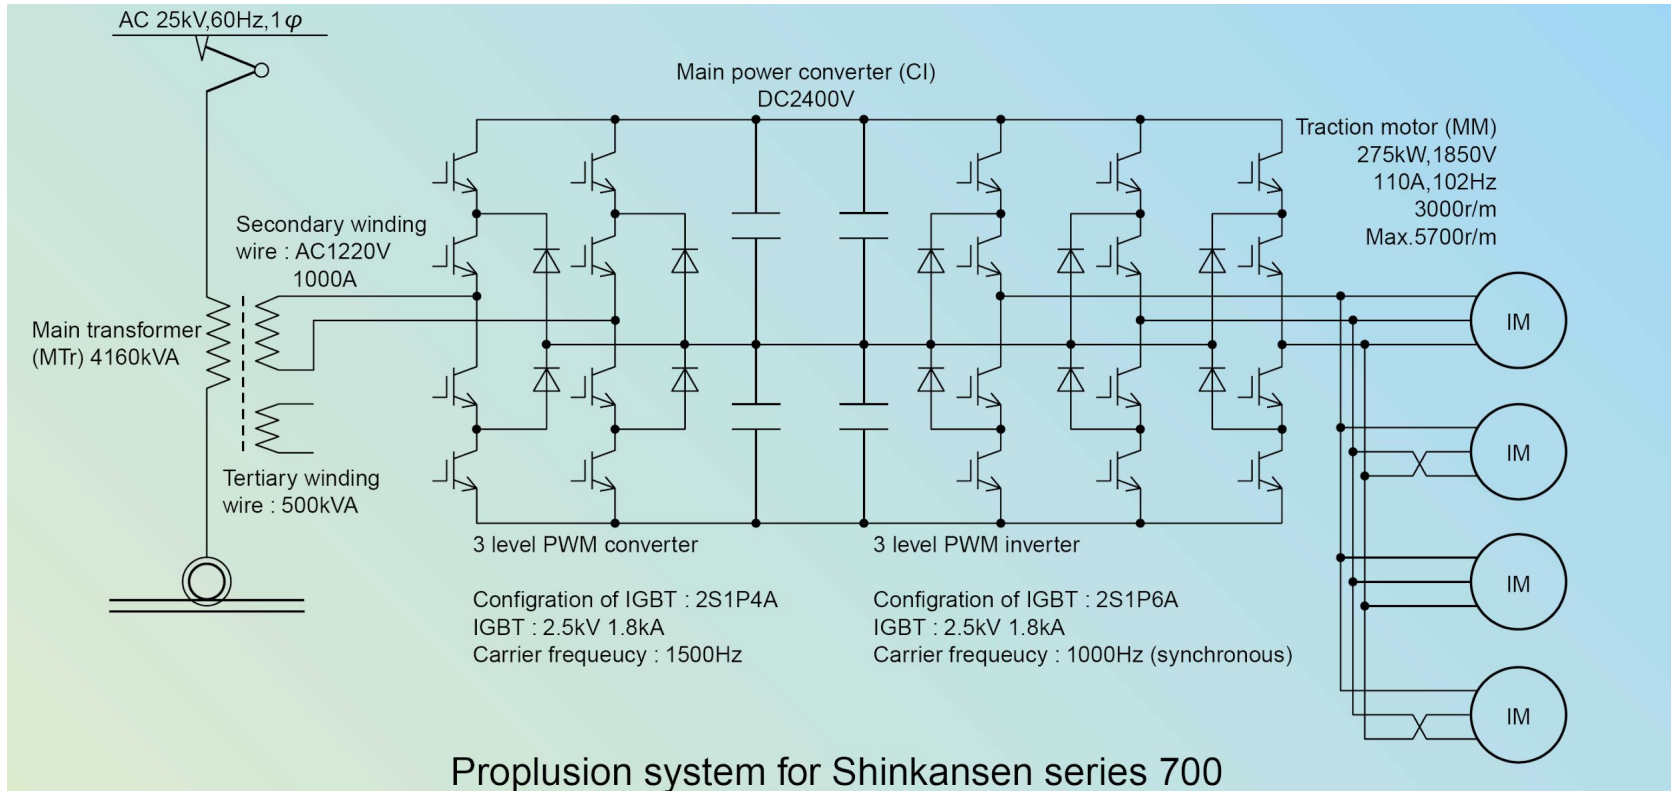 AC 25kV,60Hz,1φ
Main power converter (CI)
DC2400V
Traction motor (MM)
275kW,1850V
110A,102Hz
3000r/m
Max.5700r/m
Secondary winding
wire : AC1220V
1000A
Main transformer
(MTr) 4160kVA
Tertiary winding
wire : 500kVA
IM
IM
IM
IM
3 level PWM converter
Configration of IGBT : 2S1P4A
IGBT : 2.5kV 1.8kA
Carrier frequeucy : 1500Hz
3 level PWM inverter
Configration of IGBT : 2S1P6A
IGBT : 2.5kV 1.8kA
Carrier frequeucy : 1000Hz (synchronous)
Proplusion system for Shinkansen series 700